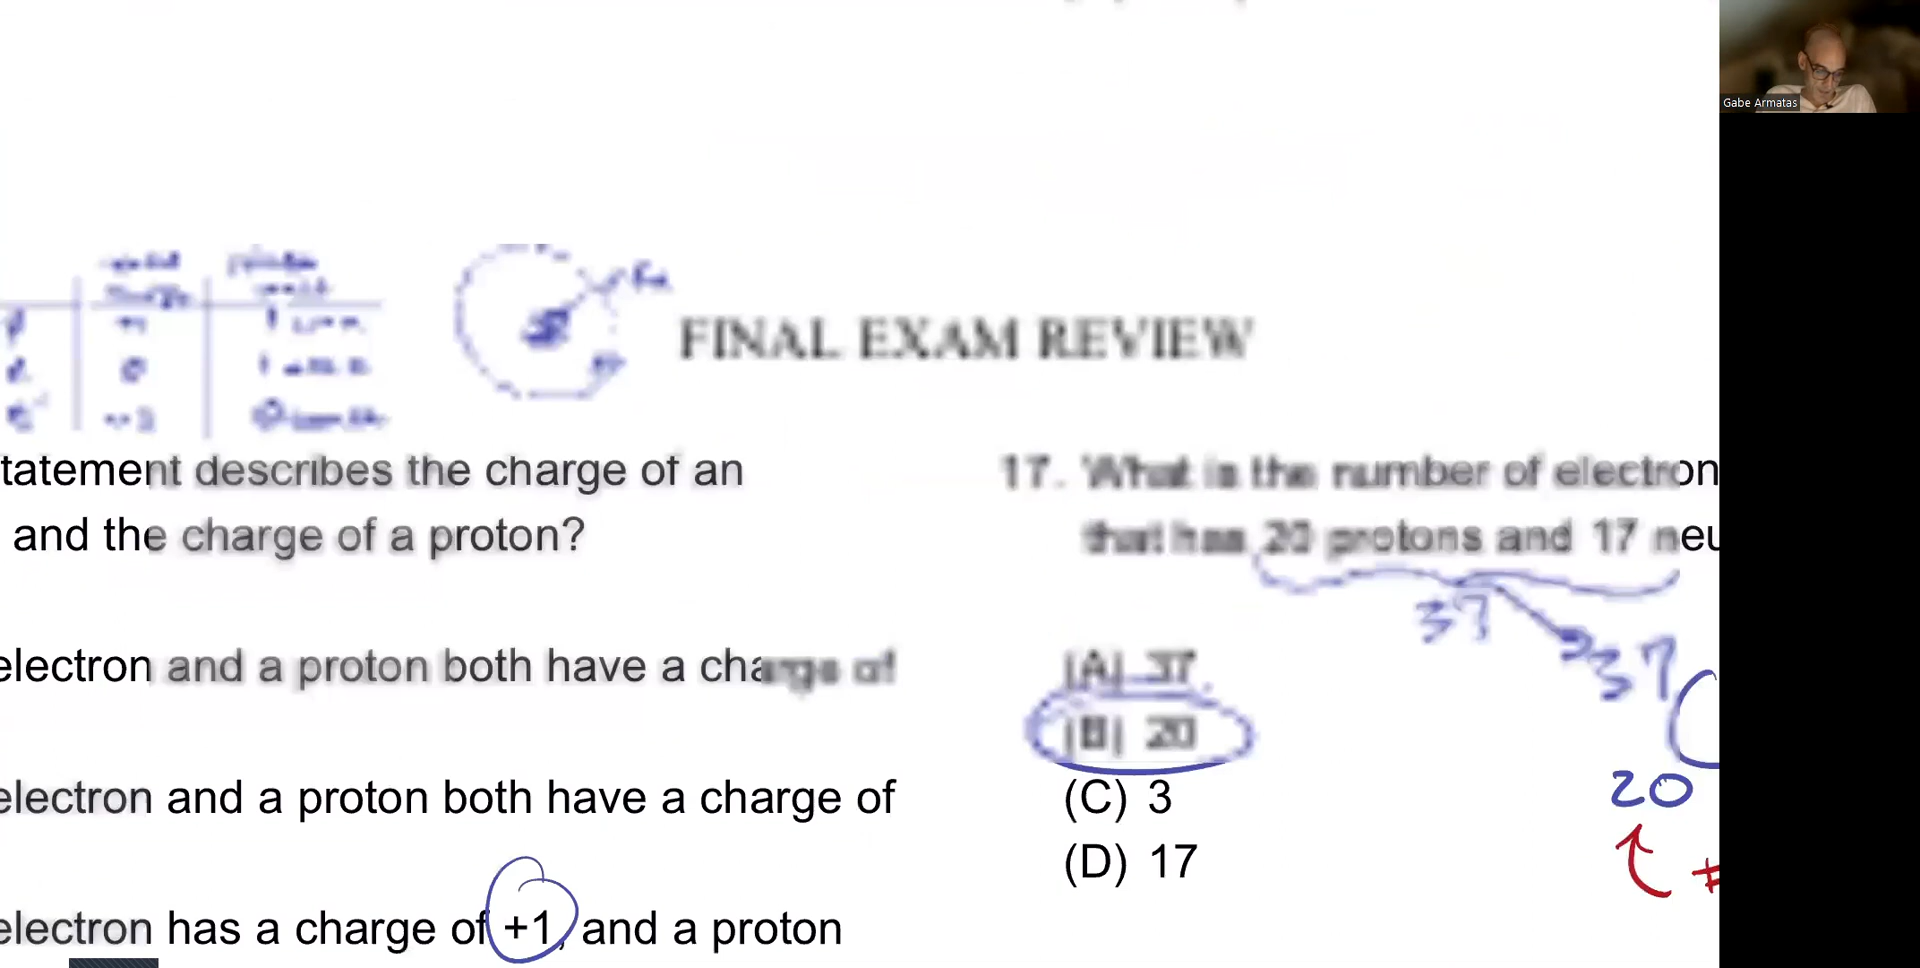 Gabe Armatas
FINAL EXAM REVIEW
0
0
tatement describes the charge of an
and the charge of a proton?
electron and a proton both have a charge of
electron and a proton both have a charge of
electron has a charge of +1, and a proton
17. What is the number of electron
that has 20 protons and 17 neu
37
37
(A) 37
(B) 20
(C) 3
(D) 17
20